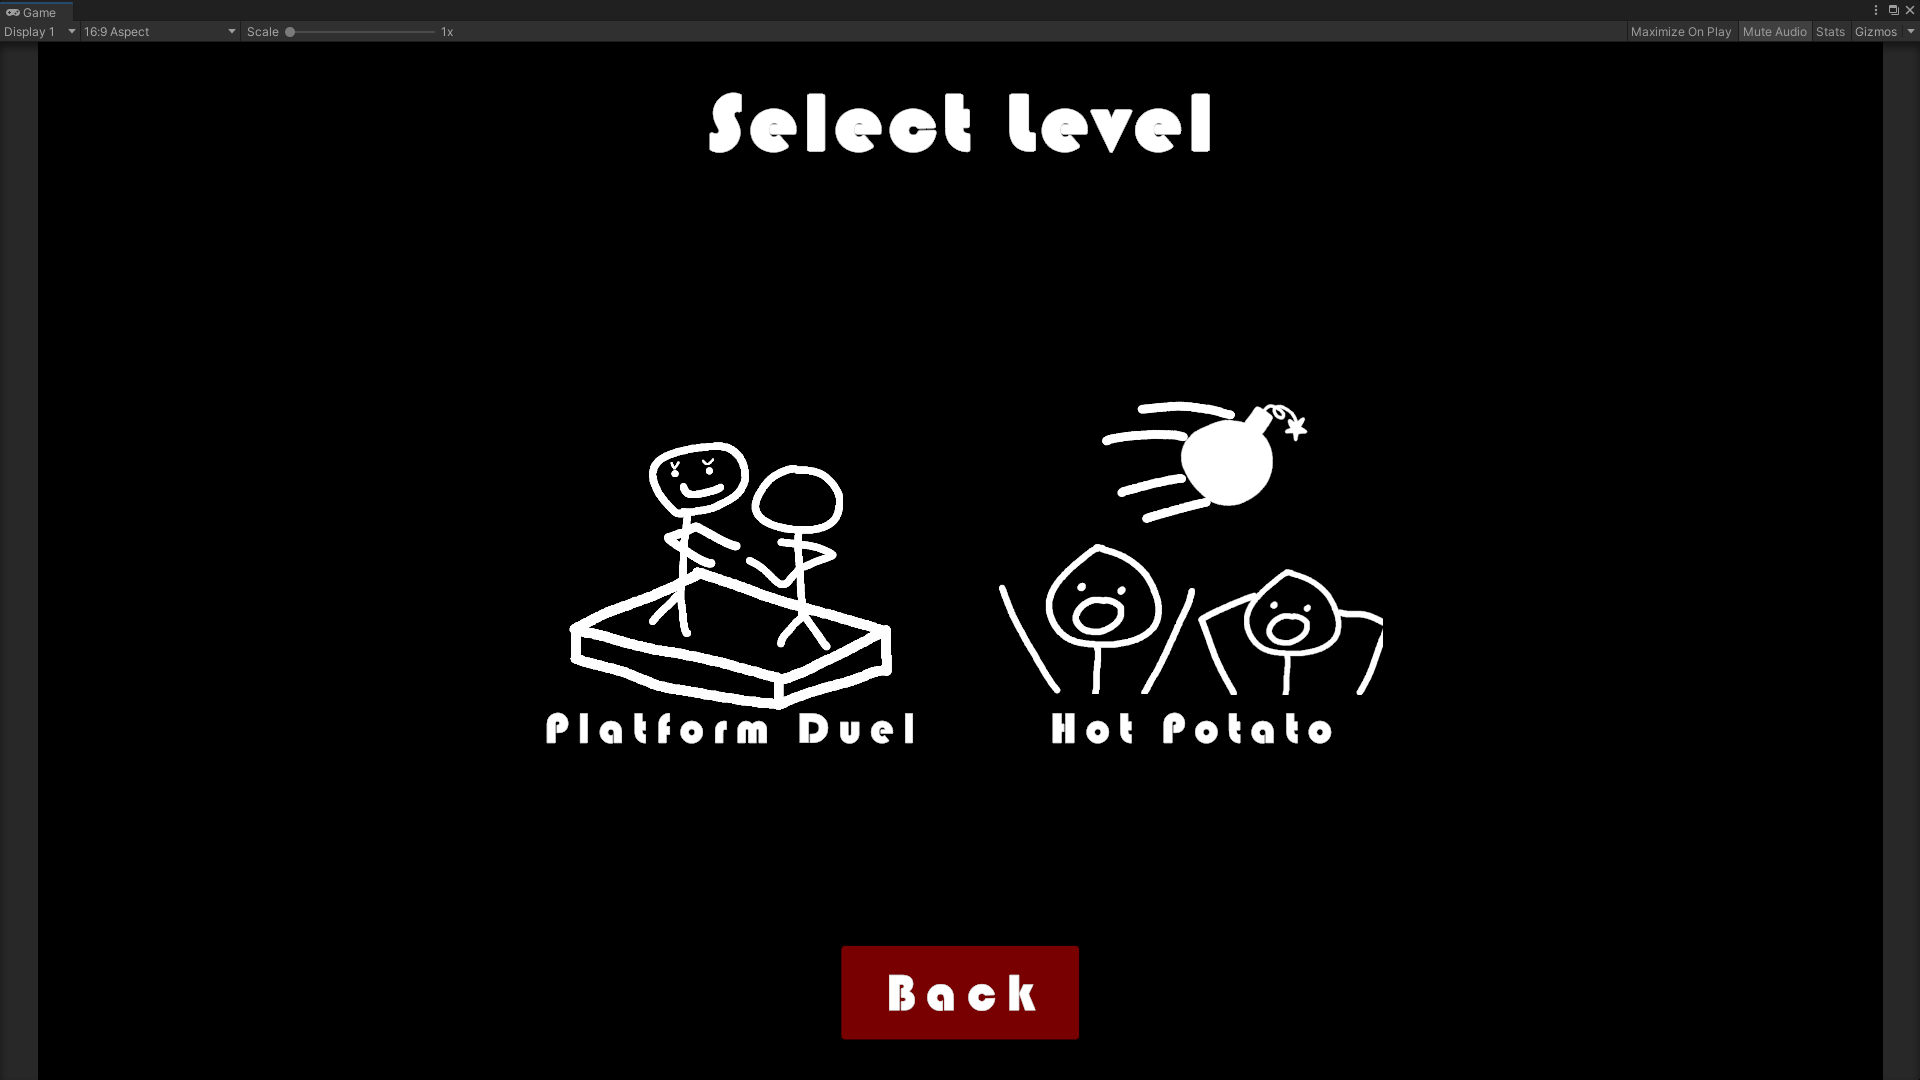 Game
Display 1 16:9 Aspect Scale 1x Maximize On Play Mute Audio Stats Gizmos
Select Level
Platform Duel Hot Potato
Back